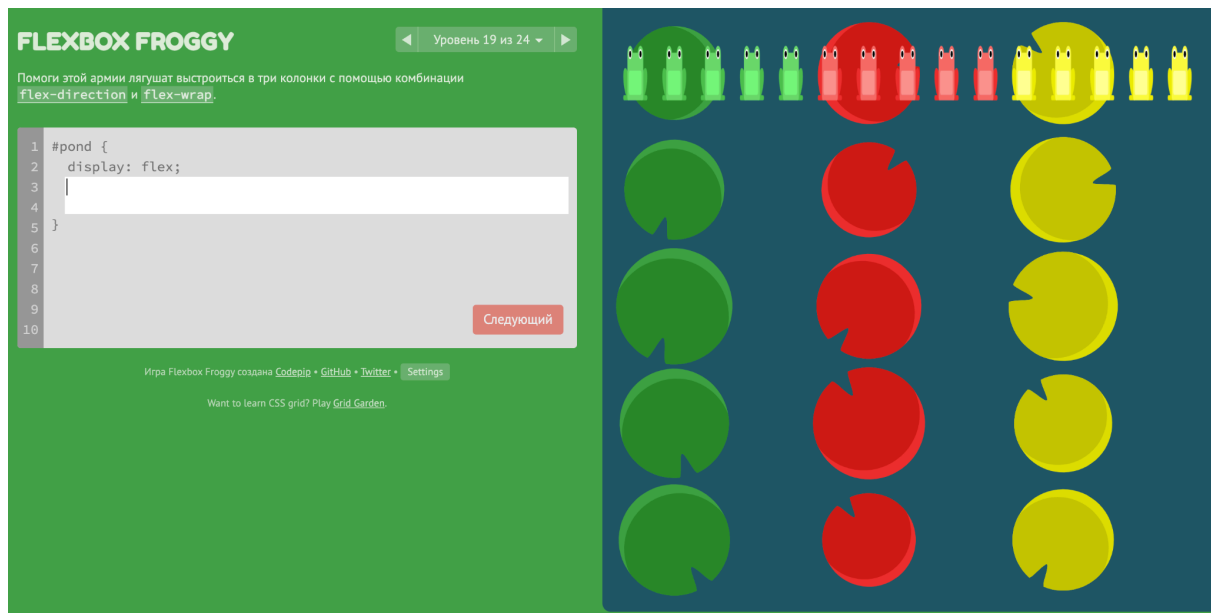 FLEXBOX FROGGY
Уровень 19 из 24
Помоги этой армии лягушат выстроиться в три колонки с помощью комбинации
flex-direction и flex-wrap.
1 #pond {
2 display: flex;
3
4
5 }
6
7
8
9
10
Следующий
Игра Flexbox Froggy создана Codepip • GitHub • Twitter • Settings
Want to learn CSS grid? Play Grid Garden.